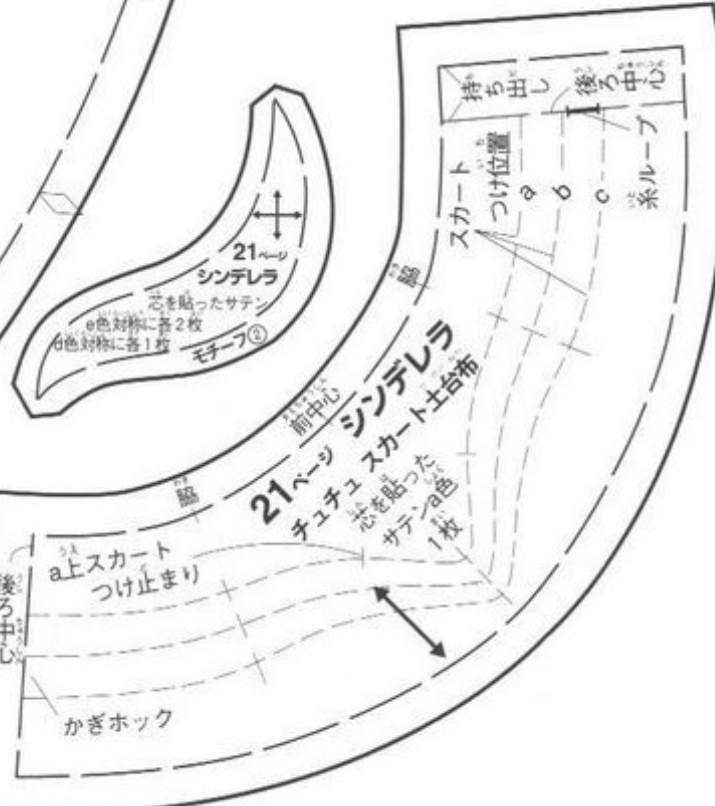 持ち出し
後ろ中心
スカート
つけ位置
a
b
c
糸ループ
脇
21ページ
シンデレラ
芯を貼ったサテン
e色対称に各2枚
d色対称に各1枚
モチーフ②
前中心
脇
21ページ シンデレラ
チュチュ スカート土台布
芯を貼った
サテンa色
1枚
a上スカート
つけ止まり
後ろ中心
かぎホック